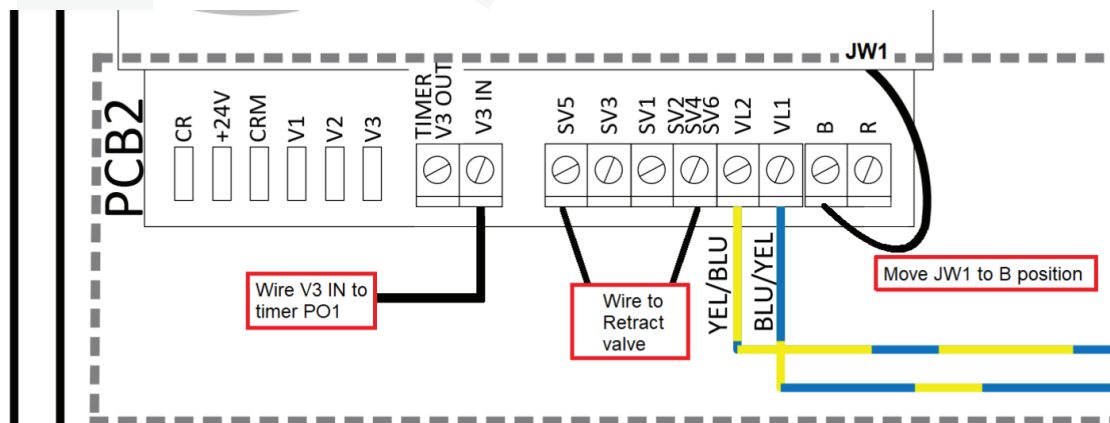 JW1
PCB2
CR
+24V
CRM
V1
V2
V3
TIMER
V3 OUT
V3 IN
SV5
SV3
SV1
SV2
SV4
SV6
VL2
VL1
B
R
Wire V3 IN to
timer PO1
Wire to
Retract
valve
YEL/BLU
BLU/YEL
Move JW1 to B position